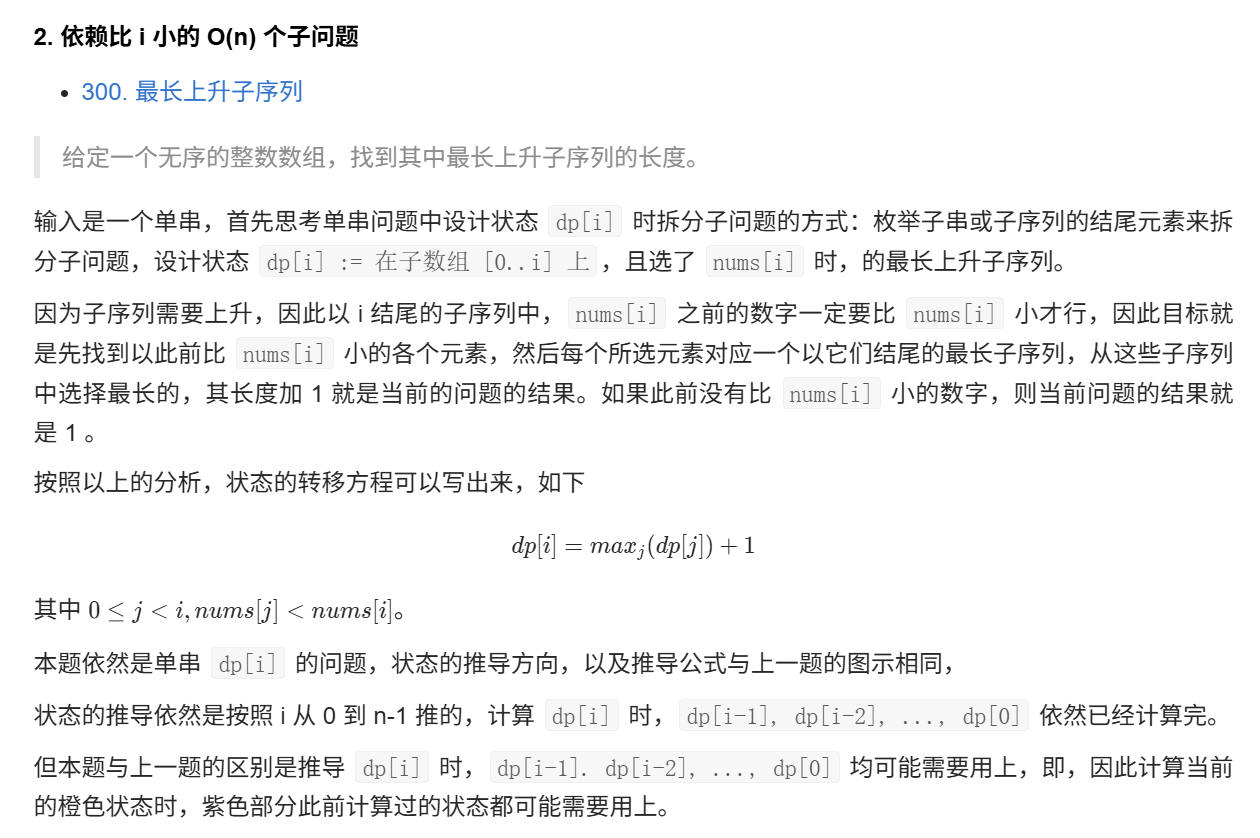 2. 依赖比 i 小的 O(n) 个子问题
• 300. 最长上升子序列
给定一个无序的整数数组，找到其中最长上升子序列的长度。
输入是一个单串，首先思考单串问题中设计状态 dp[i] 时拆分子问题的方式：枚举子串或子序列的结尾元素来拆
分子问题，设计状态 dp[i] := 在子数组 [0..i] 上 ，且选了 nums[i] 时，的最长上升子序列。
因为子序列需要上升，因此以 i 结尾的子序列中， nums[i] 之前的数字一定要比 nums[i] 小才行，因此目标就
是先找到以此前比 nums[i] 小的各个元素，然后每个所选元素对应一个以它们结尾的最长子序列，从这些子序列
中选择最长的，其长度加 1 就是当前的问题的结果。如果此前没有比 nums[i] 小的数字，则当前问题的结果就
是 1 。
按照以上的分析，状态的转移方程可以写出来，如下
dp[i] = max_j(dp[j]) + 1
其中 0 ≤ j < i, nums[j] < nums[i]。
本题依然是单串 dp[i] 的问题，状态的推导方向，以及推导公式与上一题的图示相同，
状态的推导依然是按照 i 从 0 到 n-1 推的，计算 dp[i] 时， dp[i-1], dp[i-2], ..., dp[0] 依然已经计算完。
但本题与上一题的区别是推导 dp[i] 时， dp[i-1]. dp[i-2], ..., dp[0] 均可能需要用上，即，因此计算当前
的橙色状态时，紫色部分此前计算过的状态都可能需要用上。